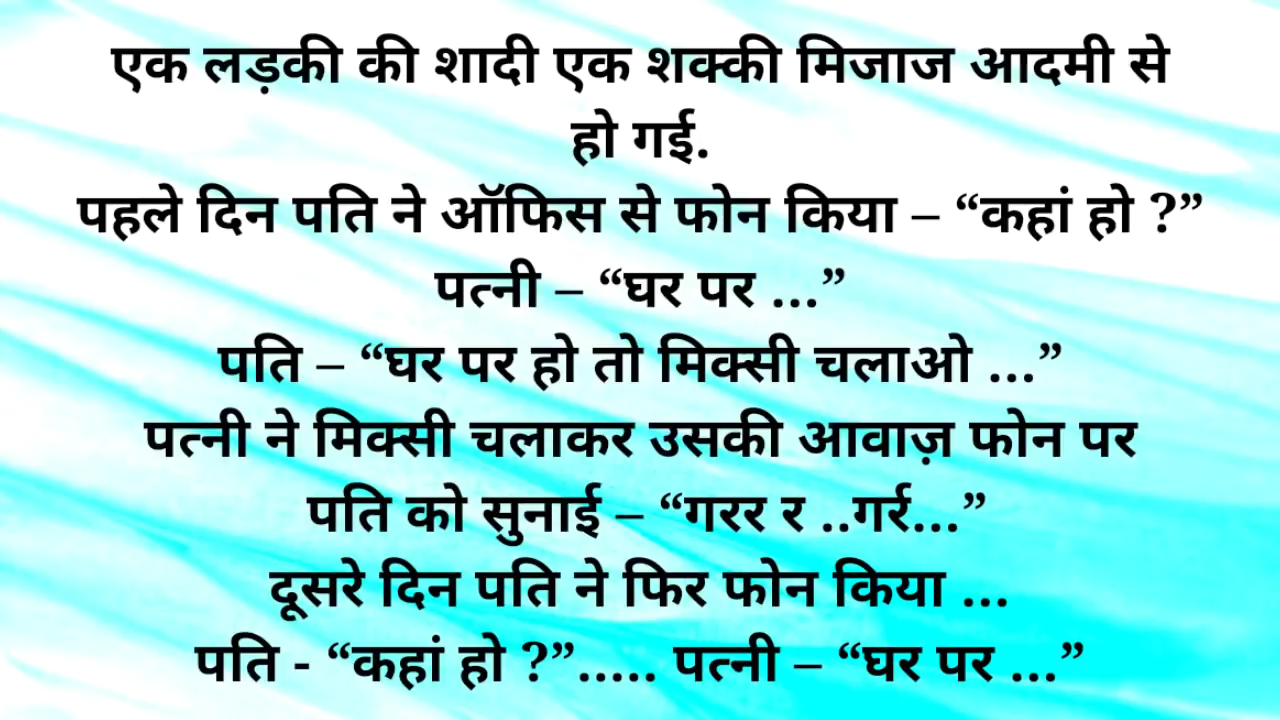 एक लड़की की शादी एक शक्की मिजाज आदमी से
हो गई.
पहले दिन पति ने ऑफिस से फोन किया – “कहां हो ?”
पत्नी – “घर पर ...”
पति – “घर पर हो तो मिक्सी चलाओ ...”
पत्नी ने मिक्सी चलाकर उसकी आवाज़ फोन पर
पति को सुनाई – “गरर र ..गर्र...”
दूसरे दिन पति ने फिर फोन किया ...
पति - “कहां हो ?”..... पत्नी – “घर पर ...”